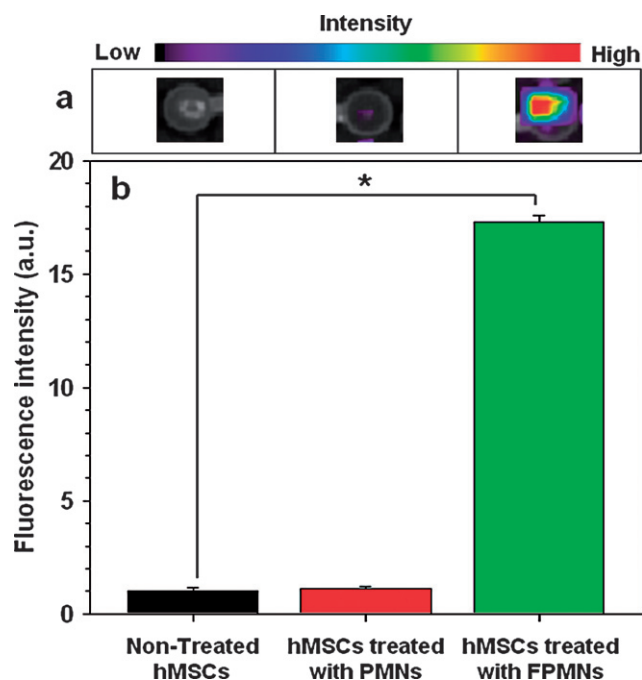 Intensity
Low High
a
b
*
20
15
10
5
0
Fluorescence intensity (a.u.)
Non-Treated
hMSCs
hMSCs treated
with PMNs
hMSCs treated
with FPMNs